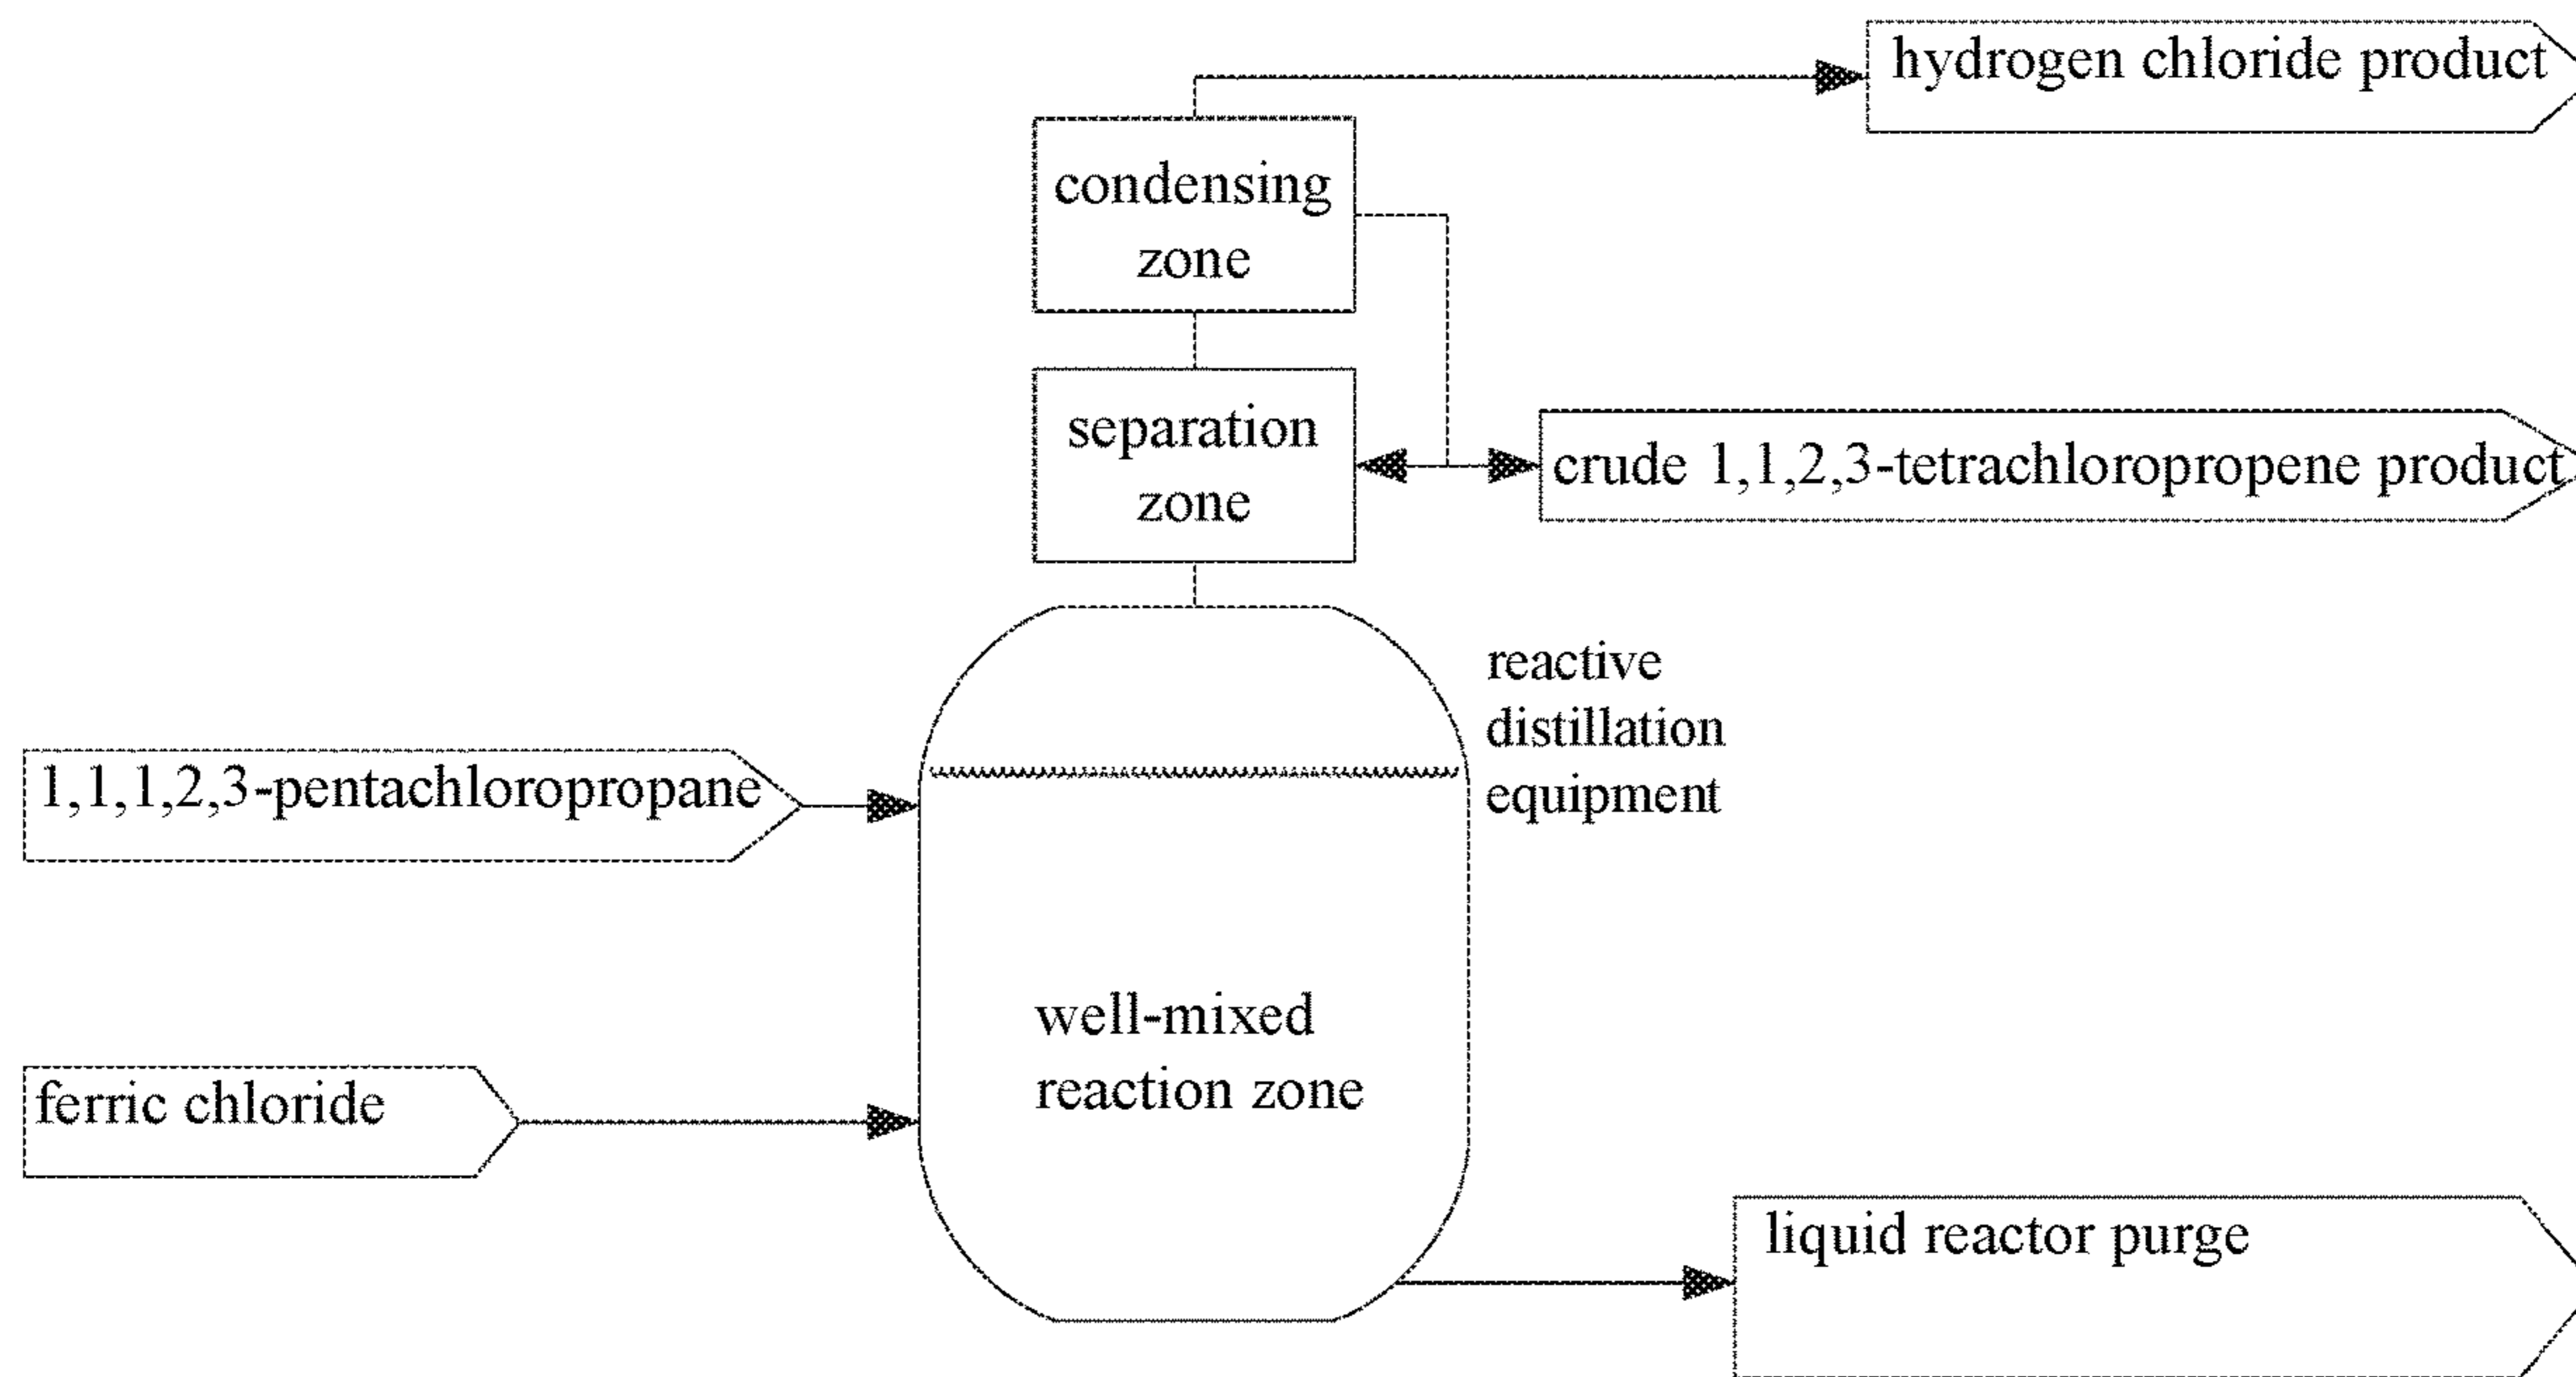 hydrogen chloride product
condensing
zone
separation
zone
crude 1,1,2,3-tetrachloropropene product
reactive
distillation
equipment
1,1,1,2,3-pentachloropropane
well-mixed
reaction zone
ferric chloride
liquid reactor purge